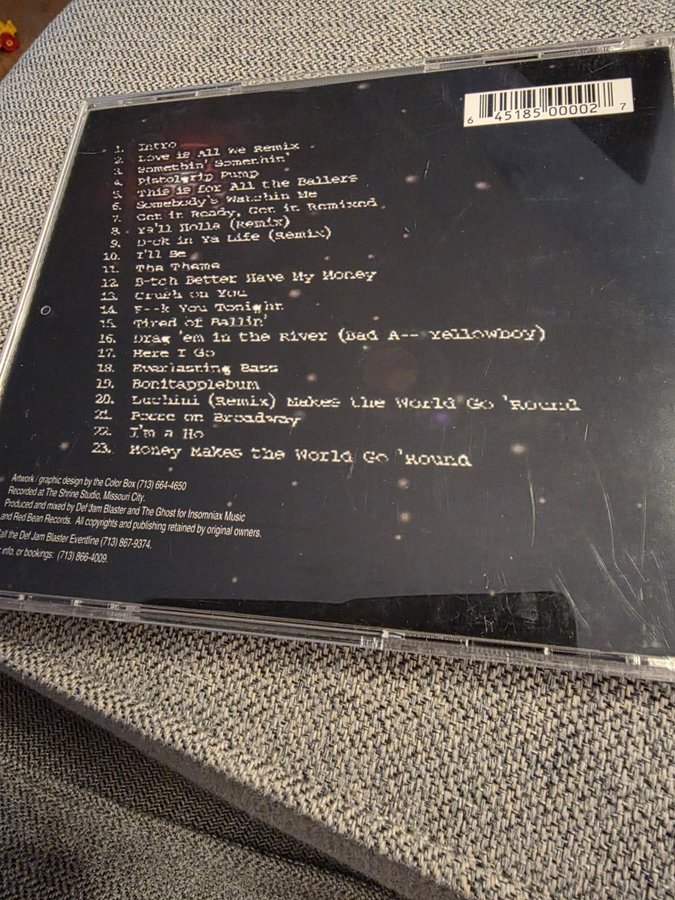 6 45185 00002 7
1. Intro
2. Love is All We Remix
3. Somethin' Somethin'
4. Pistolgrip Pump
5. This is for All the Ballers
6. Somebody's Watchin Me
7. Get it Ready, Get it Remixed
8. Ya'll Holla (Remix)
9. D-ck in Ya Life (Remix)
10. I'll Be
11. Tha Theme
12. B-tch Better Have My Money
13. Crush on You
14. F--k You Tonight
15. Tired of Ballin'
16. Drag 'em in the River (Bad A-- Yellowboy)
17. Here I Go
18. Everlasting Bass
19. Bonitapplebum
20. Luchini (Remix) Makes the World Go 'Round
21. Posse on Broadway
22. I'm a Ho
23. Money Makes the World Go 'Round
Artwork / graphic design by the Color Box (713) 664-4650
Recorded at The Shrine Studio, Missouri City.
Produced and mixed by Def Jam Blaster and The Ghost for Insomniax Music
and Red Bean Records. All copyrights and publishing retained by original owners.
Call the Def Jam Blaster Eventline (713) 867-9374.
info. or bookings: (713) 866-4009.